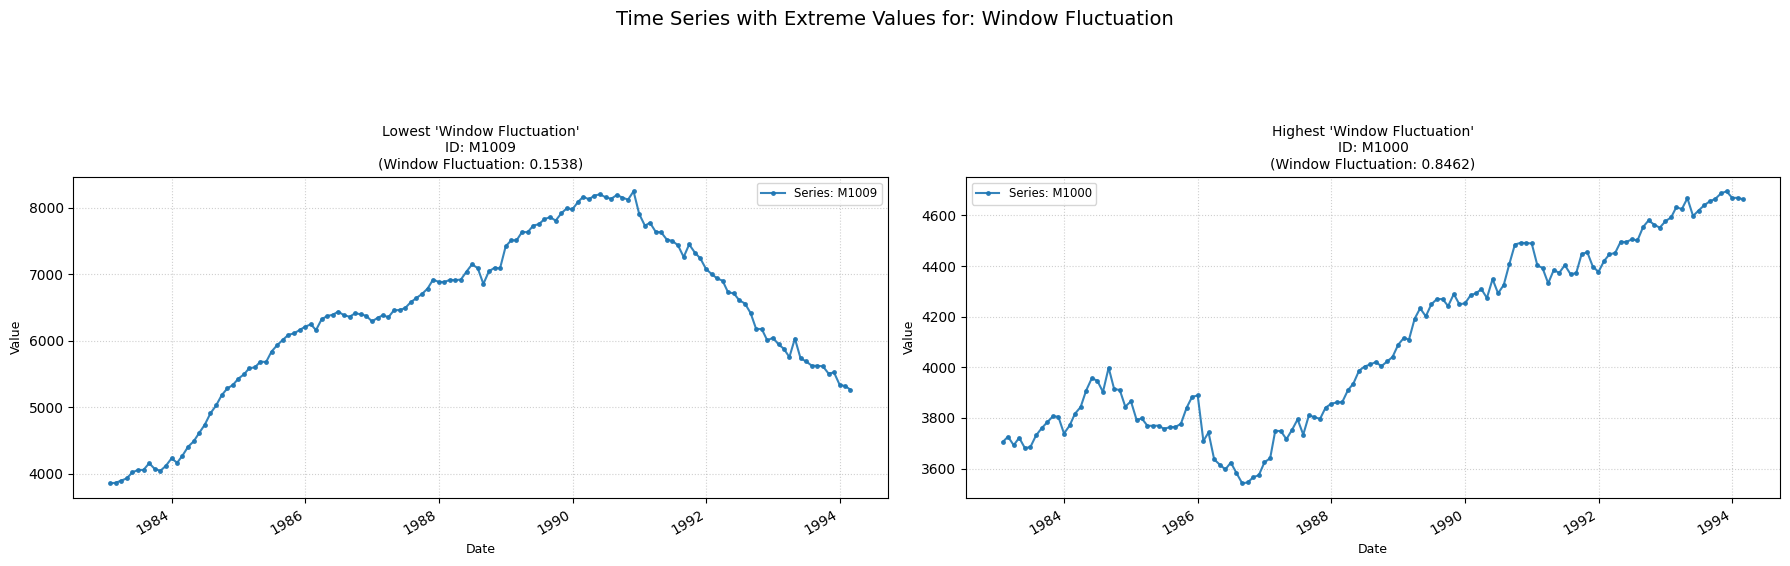 Time Series with Extreme Values for: Window Fluctuation
Lowest 'Window Fluctuation'
ID: M1009
(Window Fluctuation: 0.1538)
Series: M1009
Value
8000
7000
6000
5000
4000
1984
1986
1988
1990
1992
1994
Date
Highest 'Window Fluctuation'
ID: M1000
(Window Fluctuation: 0.8462)
Series: M1000
Value
4600
4400
4200
4000
3800
3600
1984
1986
1988
1990
1992
1994
Date